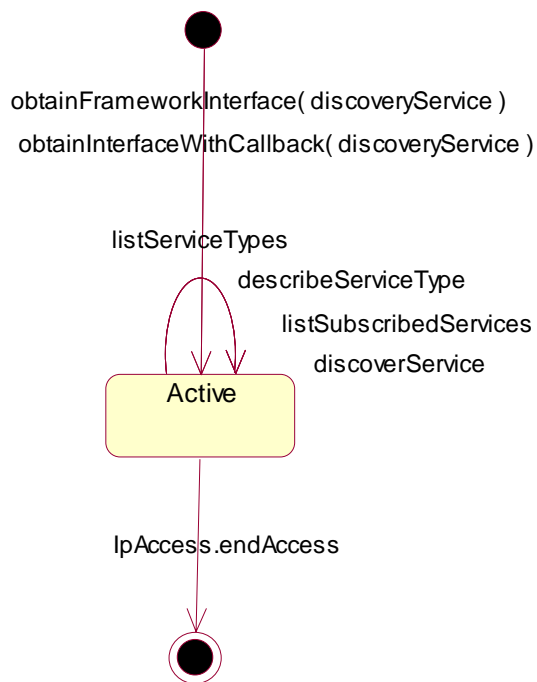 obtainFrameworkInterface( discoveryService )
obtainInterfaceWithCallback( discoveryService )
listServiceTypes
describeServiceType
listSubscribedServices
discoverService
Active
IpAccess.endAccess